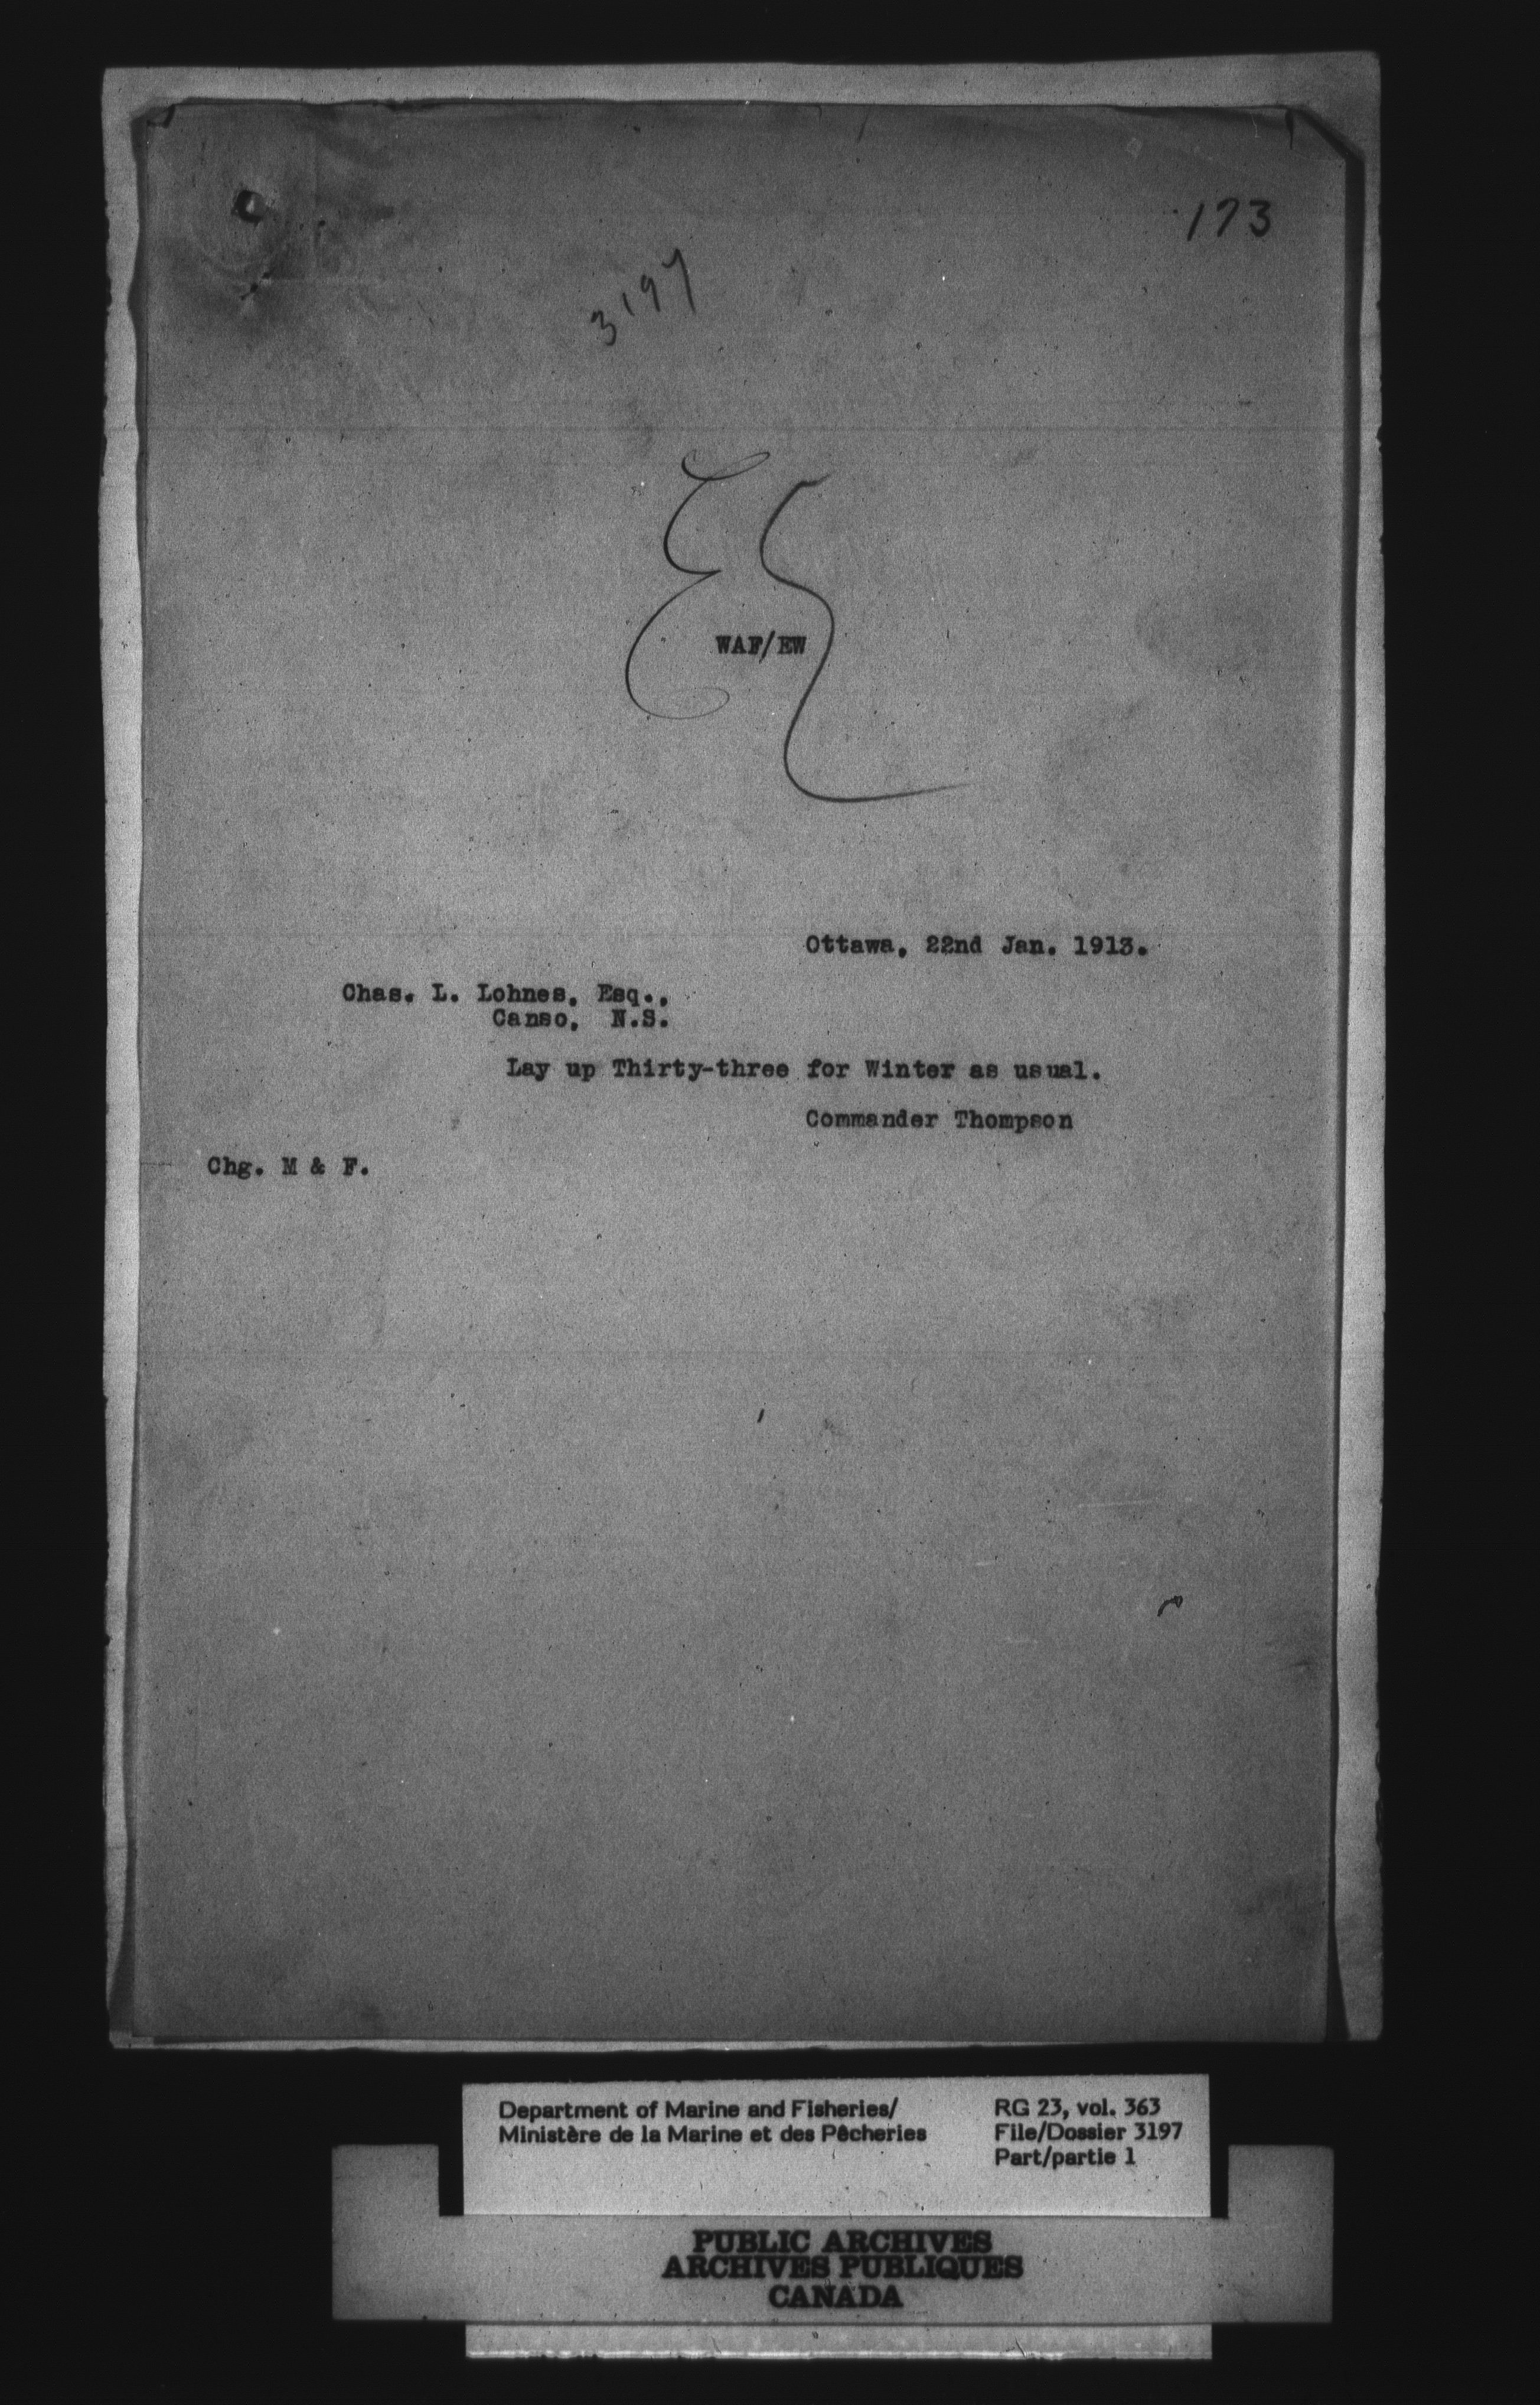 173
3197
WAF/EW
Ottawa, 22nd Jan. 1913.
Chas. L. Lohnes, Esq.,
Canso, N.S.
Lay up Thirty-three for Winter as usual.
Commander Thompson
Chg. M & F.
Department of Marine and Fisheries/
Ministère de la Marine et des Pêcheries
RG 23, vol. 363
File/Dossier 3197
Part/partie 1
PUBLIC ARCHIVES
ARCHIVES PUBLIQUES
CANADA